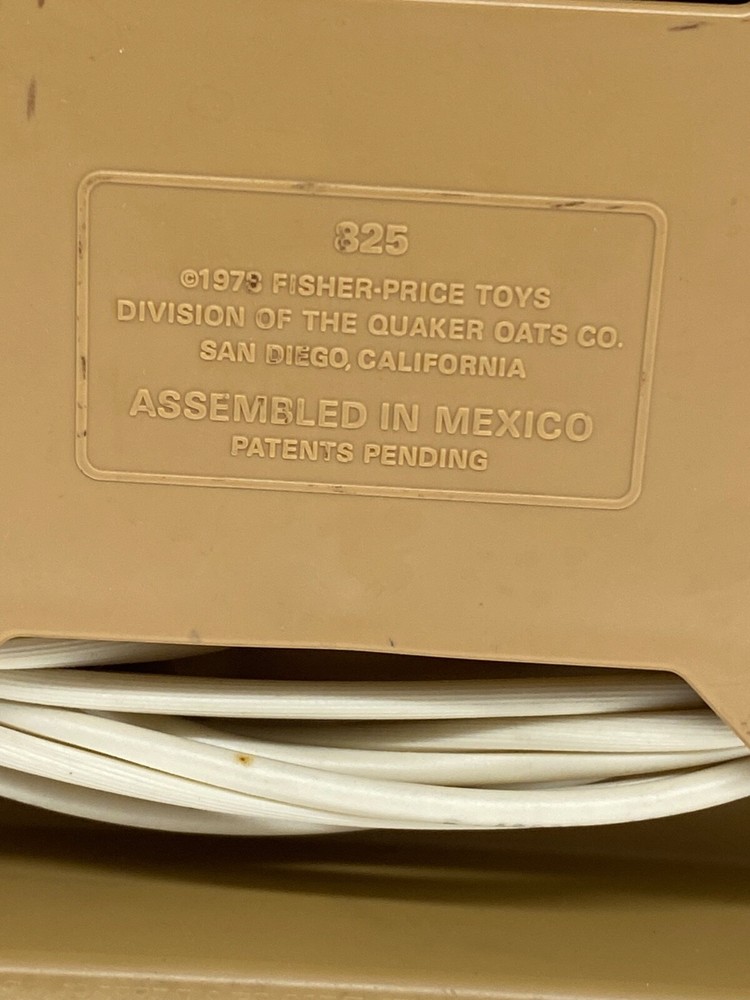 825
©1978 FISHER-PRICE TOYS
DIVISION OF THE QUAKER OATS CO.
SAN DIEGO, CALIFORNIA
ASSEMBLED IN MEXICO
PATENTS PENDING